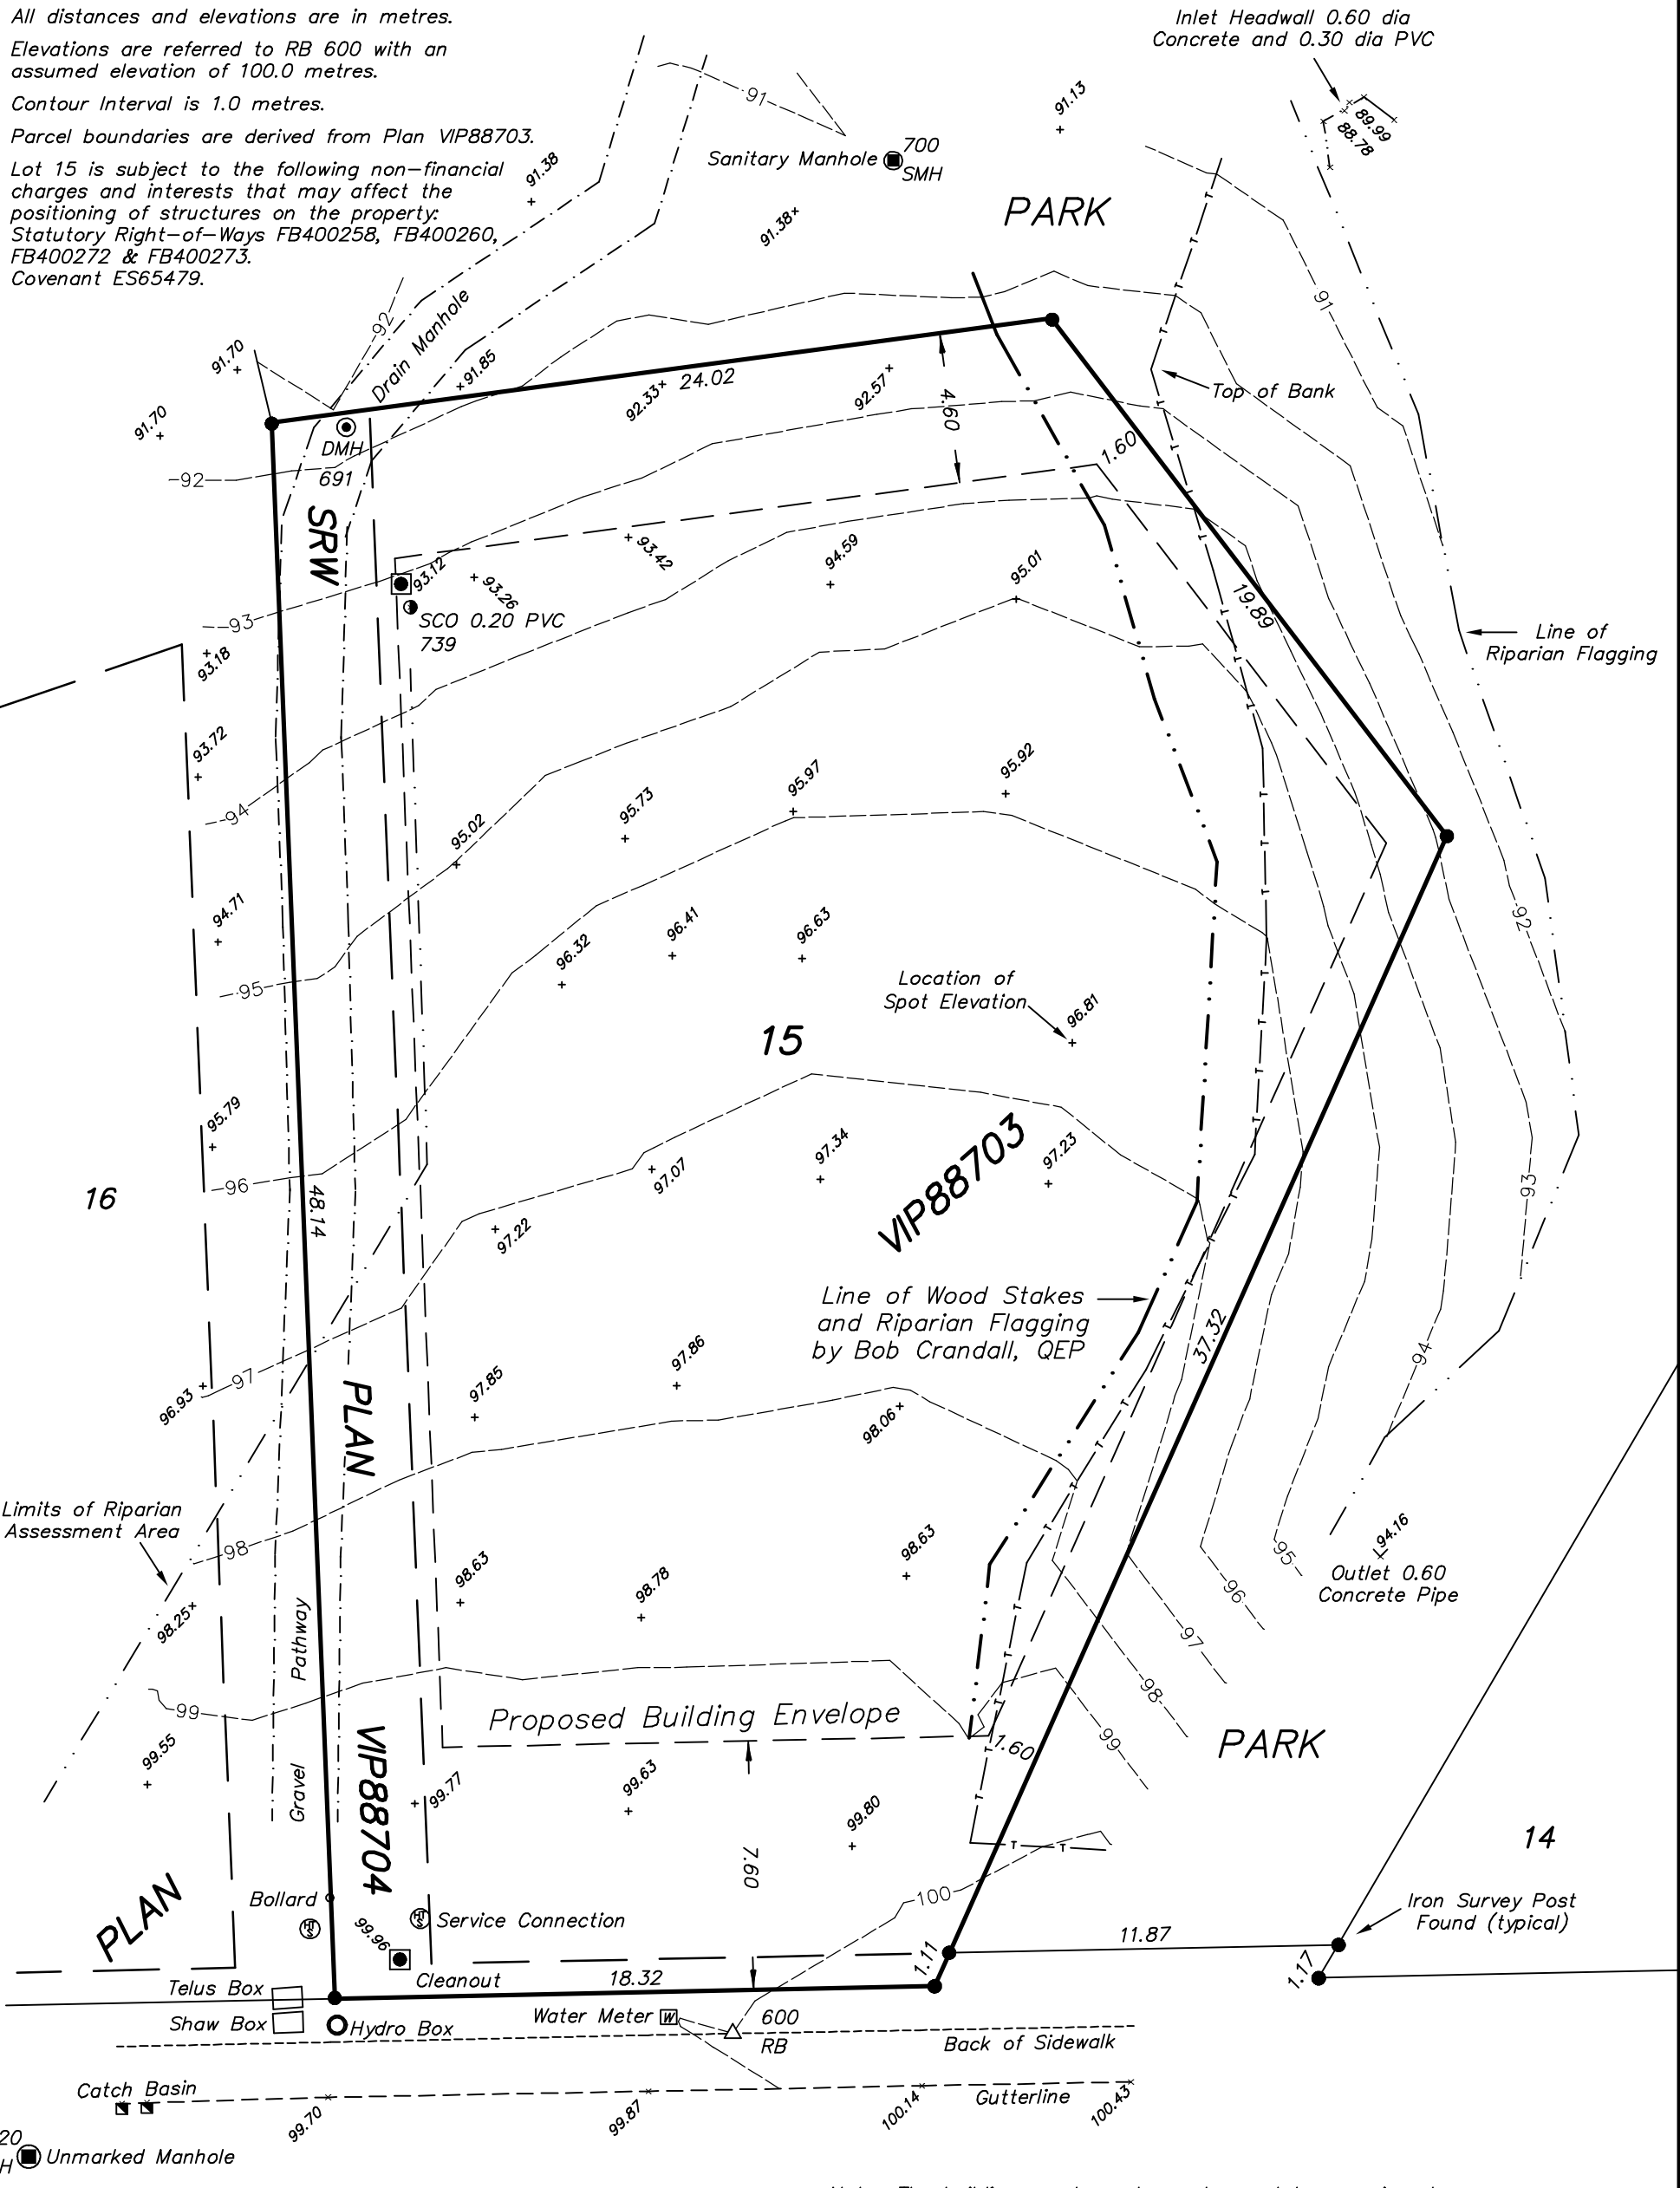 All distances and elevations are in metres.
Elevations are referred to RB 600 with an
assumed elevation of 100.0 metres.
Contour Interval is 1.0 metres.
Parcel boundaries are derived from Plan VIP88703.
Lot 15 is subject to the following non-financial
charges and interests that may affect the
positioning of structures on the property:
Statutory Right-of-Ways FB400258, FB400260,
FB400272 & FB400273.
Covenant ES65479.
Inlet Headwall 0.60 dia
Concrete and 0.30 dia PVC
89.99
88.78
91
91.13
Sanitary Manhole
700
SMH
91.38
91.38
PARK
91
92
Drain Manhole
91.70
91.85
91.70
92.33
24.02
92.57
4.60
Top of Bank
DMH
691
92
1.60
SRW
93.12
93.26
93.42
94.59
95.01
19.89
SCO 0.20 PVC
739
93
93.18
Line of
Riparian Flagging
93.72
94
95.02
95.73
95.97
95.92
94.71
96.32
96.41
96.63
92
95
Location of
Spot Elevation
96.81
15
95.79
96
16
48.14
97.07
97.34
97.23
VIP88703
93
97.22
Line of Wood Stakes
and Riparian Flagging
by Bob Crandall, QEP
37.32
94
97
96.93
97.85
97.86
98.06
PLAN
Limits of Riparian
Assessment Area
98
98.25
98.63
98.78
98.63
94.16
Outlet 0.60
Concrete Pipe
95
96
97
98
99
Gravel Pathway
99
Proposed Building Envelope
1.60
PARK
99.55
99.77
99.63
99.80
VIP88704
7.60
14
PLAN
Bollard
HT
S
99.96
HT
S
Service Connection
100
Iron Survey Post
Found (typical)
1.11
11.87
1.17
Cleanout
18.32
Telus Box
Shaw Box
Hydro Box
Water Meter
W
600
RB
Back of Sidewalk
Catch Basin
Gutterline
99.70
99.87
100.14
100.43
20
H
Unmarked Manhole